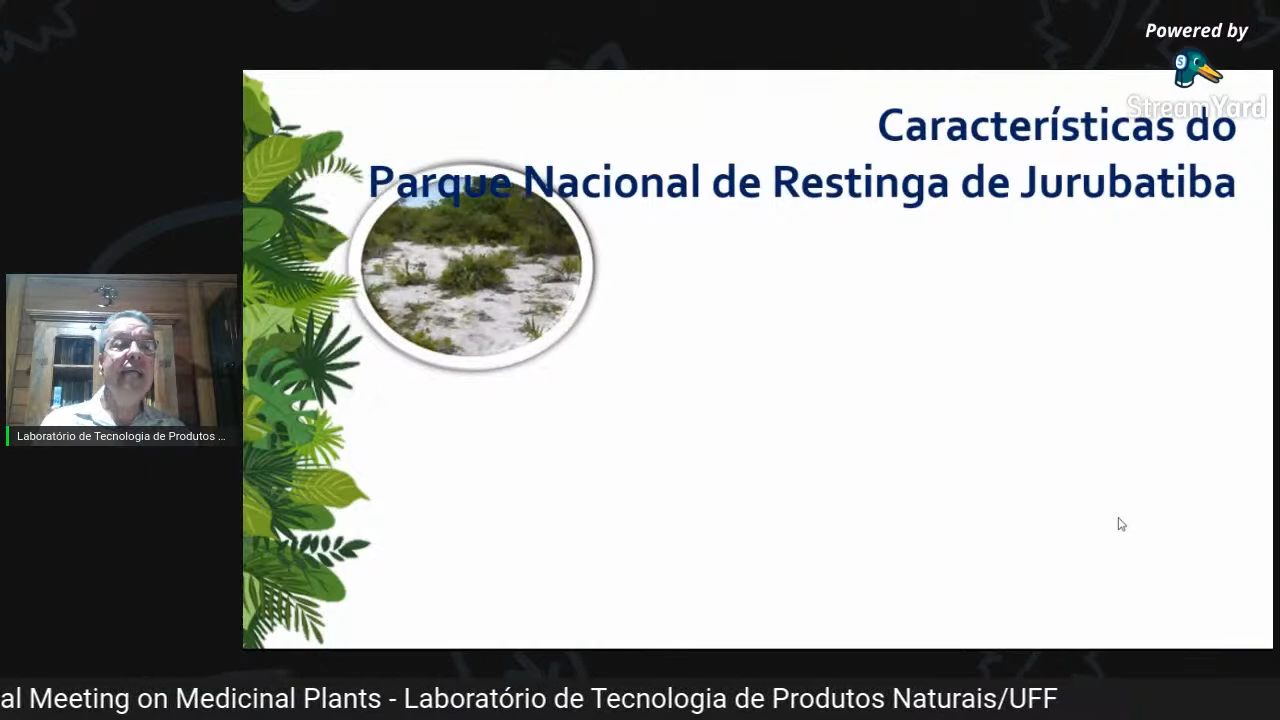 Powered by
StreamYard
Características do
Parque Nacional de Restinga de Jurubatiba
Laboratório de Tecnologia de Produtos ...
al Meeting on Medicinal Plants - Laboratório de Tecnologia de Produtos Naturais/UFF